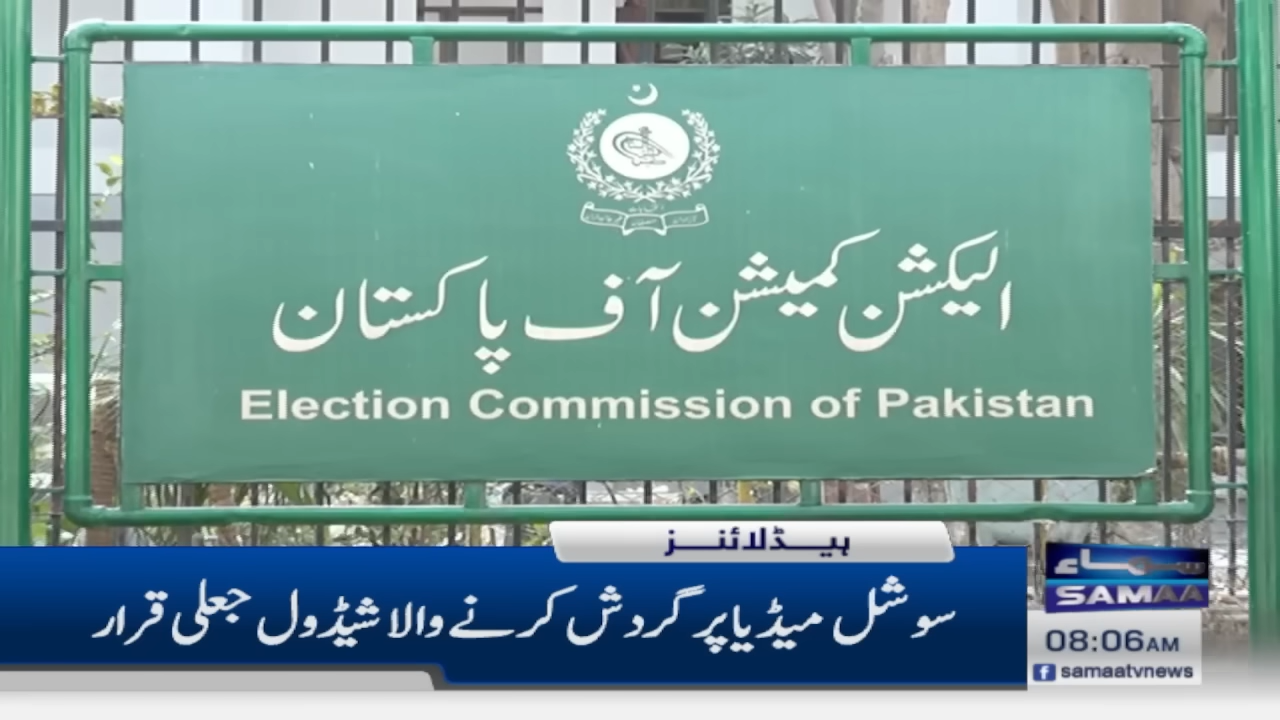 الیکشن کمیشن آف پاکستان
Election Commission of Pakistan
ہیڈلائنز
سوشل میڈیا پر گردش کرنے والا شیڈول جعلی قرار
سماء
SAMAA
08:06AM
samaatvnews